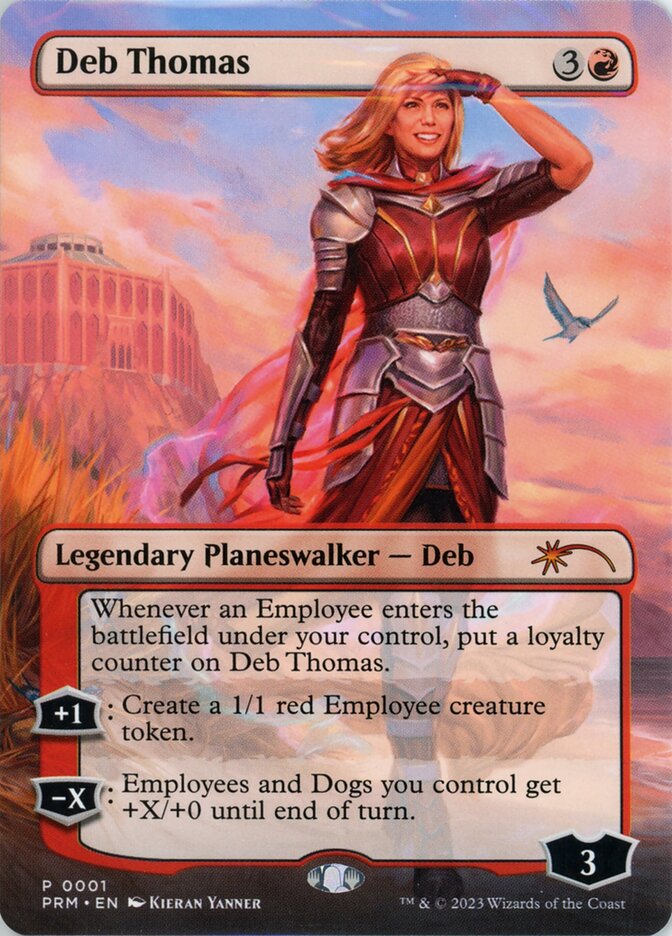 Deb Thomas 3
Legendary Planeswalker — Deb
Whenever an Employee enters the
battlefield under your control, put a loyalty
counter on Deb Thomas.
+1: Create a 1/1 red Employee creature
token.
−X: Employees and Dogs you control get
+X/+0 until end of turn.
3
P 0001
PRM • EN Kieran Yanner
™ & © 2023 Wizards of the Coast